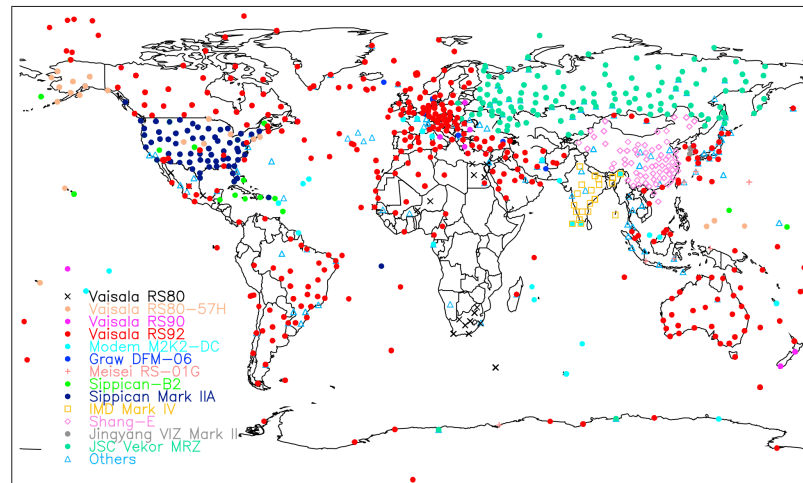 Vaisala RS80
Vaisala RS80-57H
Vaisala RS90
Vaisala RS92
Modem M2K2-DC
Graw DFM-06
Meisei RS-01G
Sippican-B2
Sippican Mark IIA
IMD Mark IV
Shang-E
Jingyang VIZ Mark II
JSC Vekor MRZ
Others